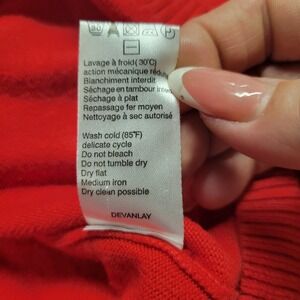 Lavage à froid( 30°C)
action mécanique réd
Blanchiment interdit
Séchage en tambour inter
Séchage à plat
Repassage fer moyen
Nettoyage à sec autorisé
Wash cold (85°F)
delicate cycle
Do not bleach
Do not tumble dry
Dry flat
Medium iron
Dry clean possible
DEVANLAY